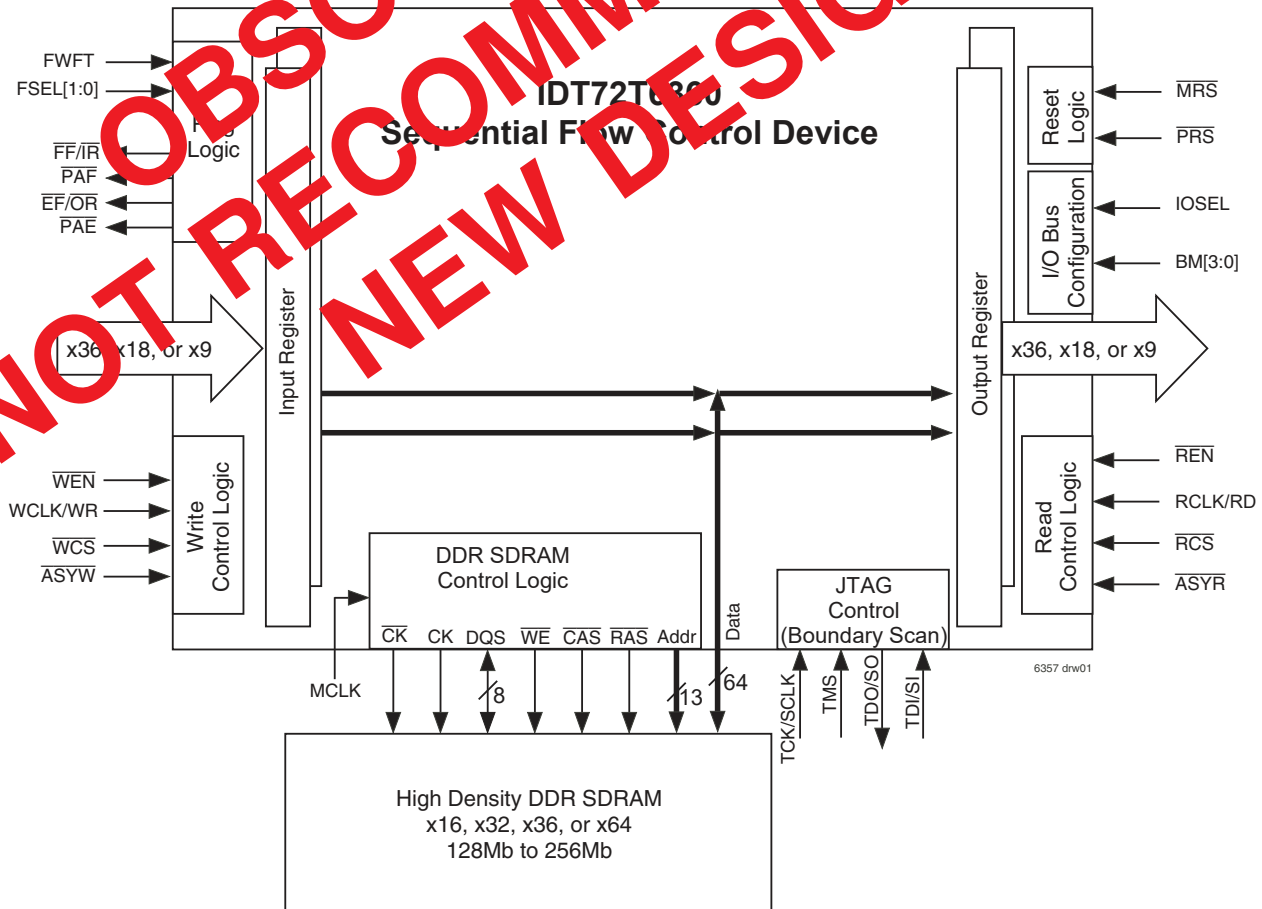 OBSO
NOT RECOMM
NEW DESIG
FWFT
FSEL[1:0]
Logic
FF/IR
PAF
EF/OR
PAE
IDT72T6360
Sequential Flow Control Device
Reset
Logic
MRS
PRS
I/O Bus
Configuration
IOSEL
BM[3:0]
x36, x18, or x9
Input Register
Output Register
x36, x18, or x9
WEN
WCLK/WR
WCS
ASYW
Write
Control Logic
Read
Control Logic
REN
RCLK/RD
RCS
ASYR
DDR SDRAM
Control Logic
CK CK DQS WE CAS RAS Addr
Data
MCLK
8
13
64
JTAG
Control
(Boundary Scan)
TCK/SCLK
TMS
TDO/SO
TDI/SI
6357 drw01
High Density DDR SDRAM
x16, x32, x36, or x64
128Mb to 256Mb